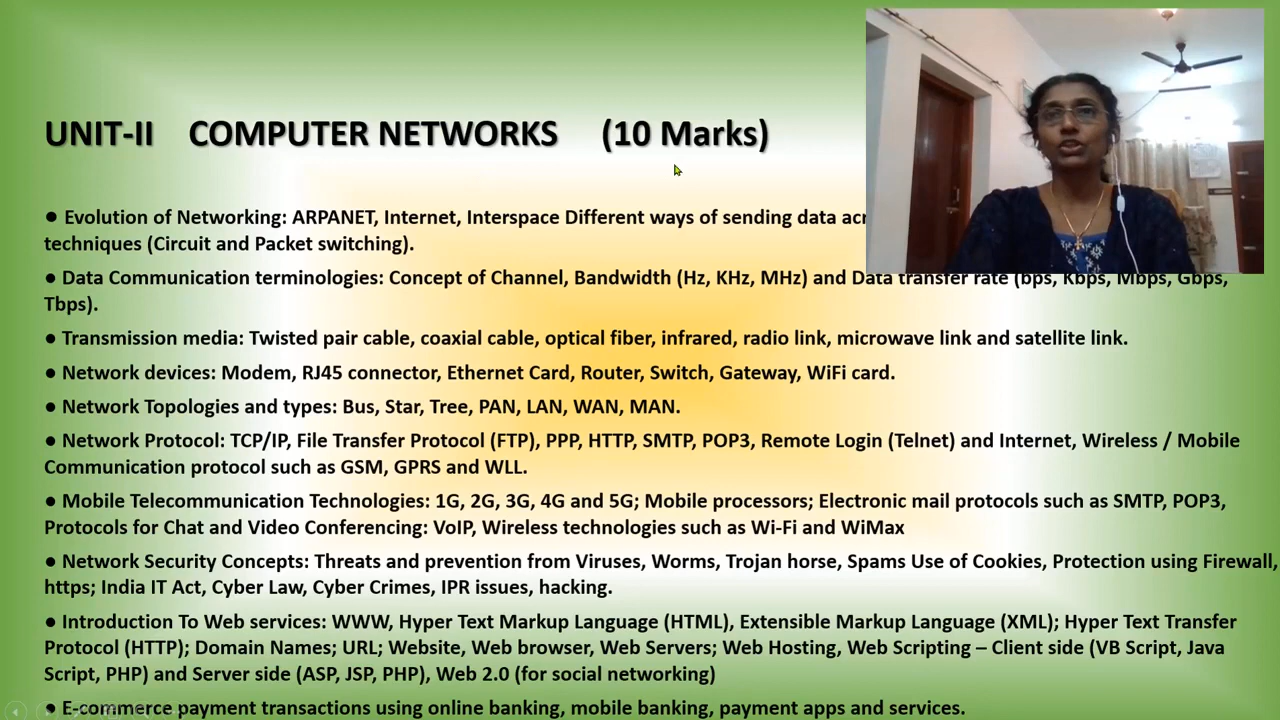 UNIT-II COMPUTER NETWORKS (10 Marks)
● Evolution of Networking: ARPANET, Internet, Interspace Different ways of sending data
techniques (Circuit and Packet switching).
● Data Communication terminologies: Concept of Channel, Bandwidth (Hz, KHz, MHz) and Data transfer rate (bps, Kbps, Mbps, Gbps,
Tbps).
● Transmission media: Twisted pair cable, coaxial cable, optical fiber, infrared, radio link, microwave link and satellite link.
● Network devices: Modem, RJ45 connector, Ethernet Card, Router, Switch, Gateway, WiFi card.
● Network Topologies and types: Bus, Star, Tree, PAN, LAN, WAN, MAN.
● Network Protocol: TCP/IP, File Transfer Protocol (FTP), PPP, HTTP, SMTP, POP3, Remote Login (Telnet) and Internet, Wireless / Mobile
Communication protocol such as GSM, GPRS and WLL.
● Mobile Telecommunication Technologies: 1G, 2G, 3G, 4G and 5G; Mobile processors; Electronic mail protocols such as SMTP, POP3,
Protocols for Chat and Video Conferencing: VoIP, Wireless technologies such as Wi-Fi and WiMax
● Network Security Concepts: Threats and prevention from Viruses, Worms, Trojan horse, Spams Use of Cookies, Protection using Firewall,
https; India IT Act, Cyber Law, Cyber Crimes, IPR issues, hacking.
● Introduction To Web services: WWW, Hyper Text Markup Language (HTML), Extensible Markup Language (XML); Hyper Text Transfer
Protocol (HTTP); Domain Names; URL; Website, Web browser, Web Servers; Web Hosting, Web Scripting – Client side (VB Script, Java
Script, PHP) and Server side (ASP, JSP, PHP), Web 2.0 (for social networking)
● E-commerce payment transactions using online banking, mobile banking, payment apps and services.